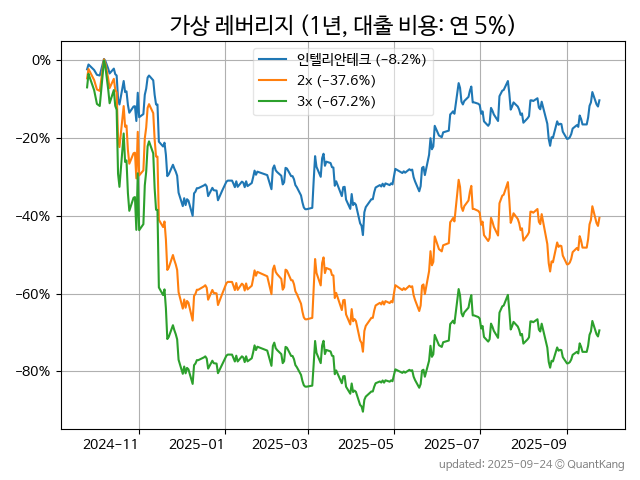 가상 레버리지 (1년, 대출 비용: 연 5%)
인텔리안테크 (−8.2%)
2x (−37.6%)
3x (−67.2%)
0%
−20%
−40%
−60%
−80%
2024−11 2025−01 2025−03 2025−05 2025−07 2025−09
updated: 2025-09-24 © QuantKang